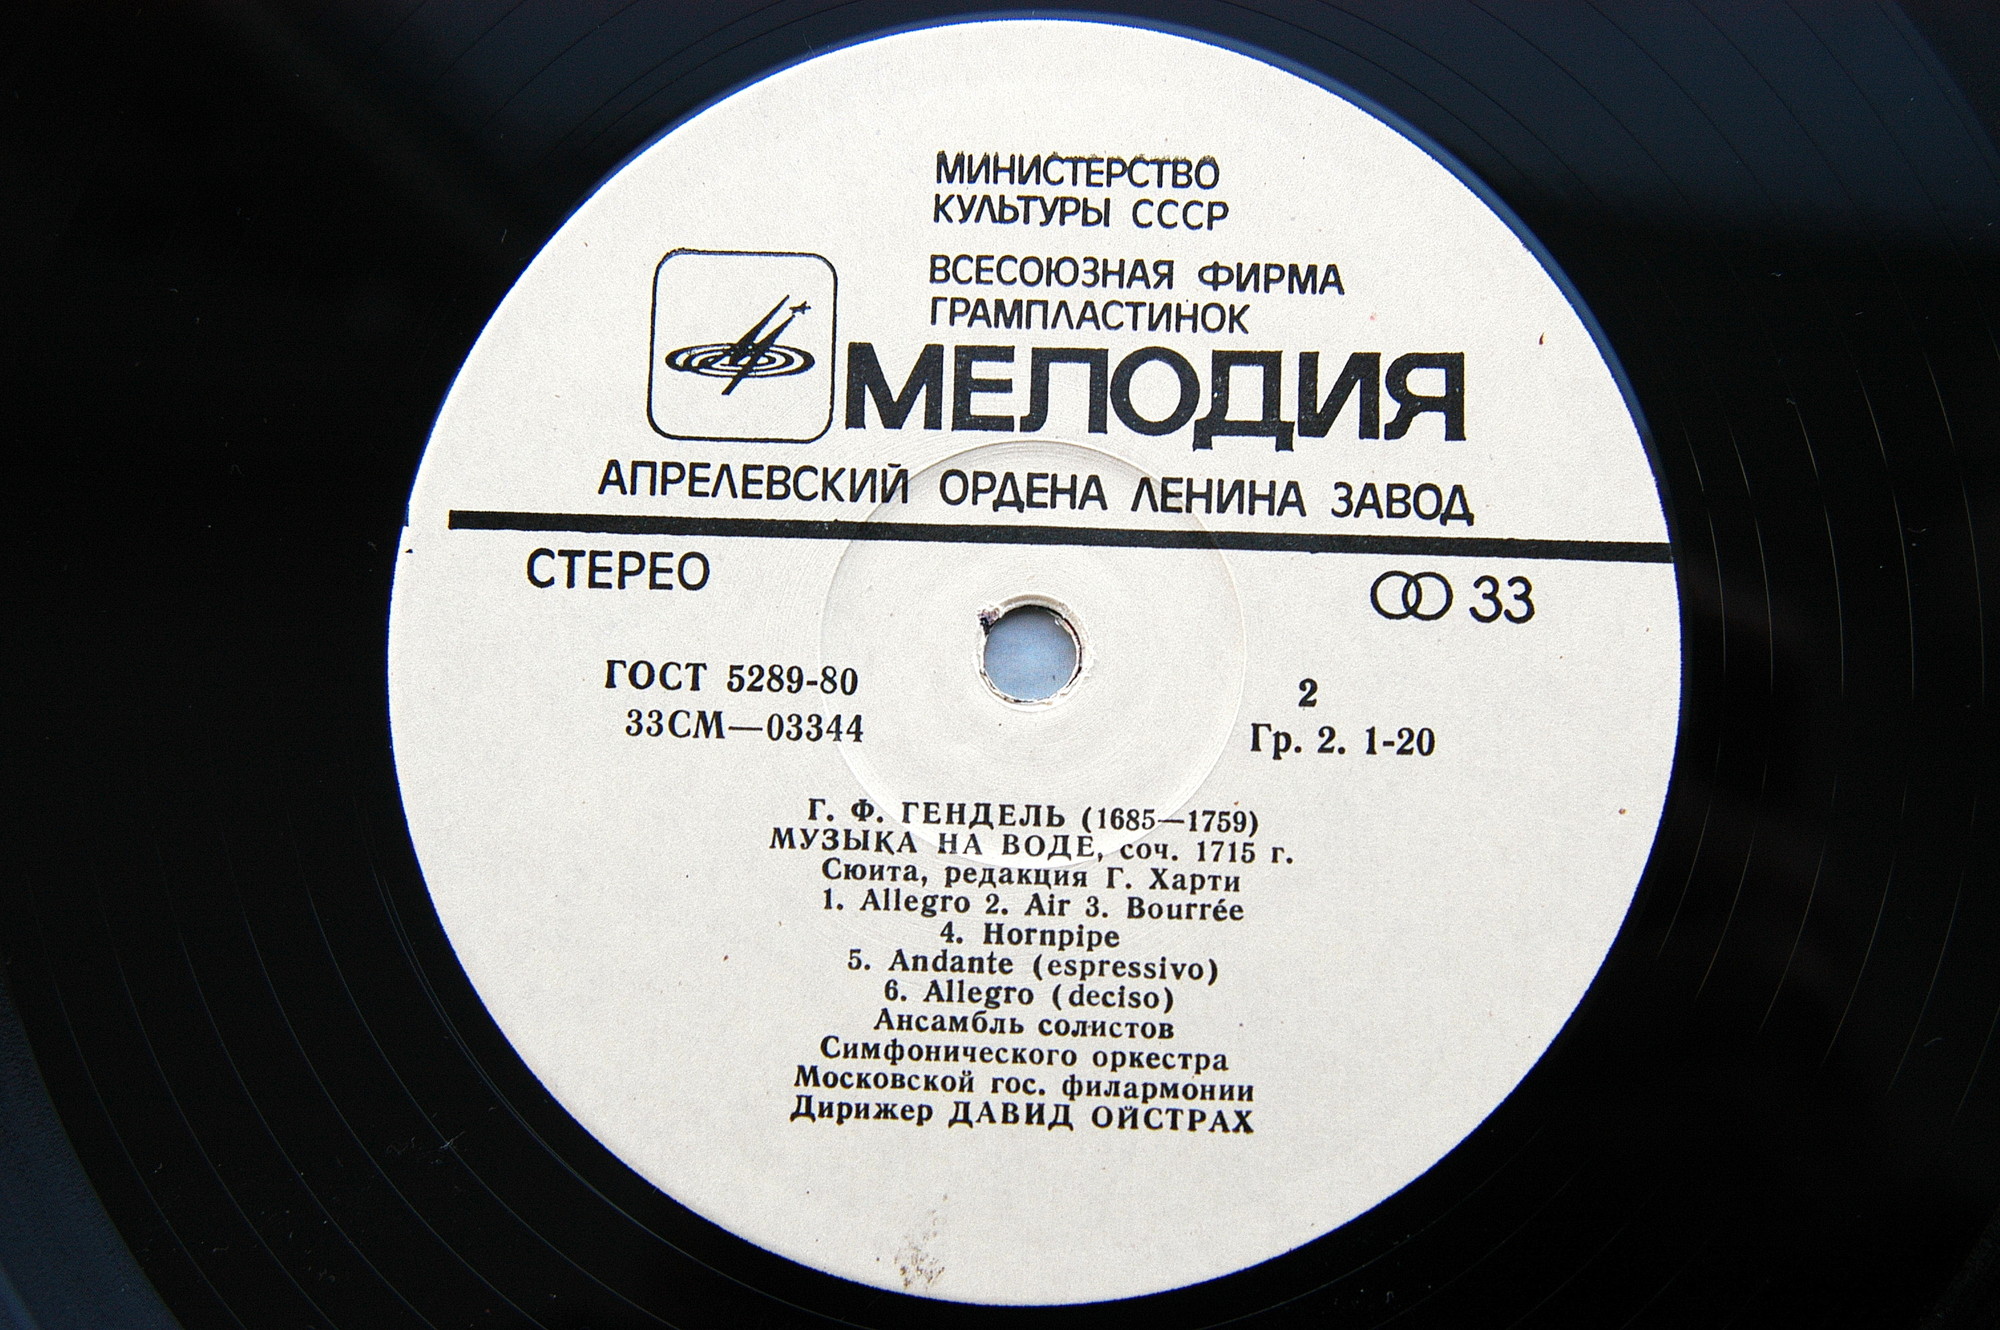 МИНИСТЕРСТВО
КУЛЬТУРЫ СССР
ВСЕСОЮЗНАЯ ФИРМА
ГРАМПЛАСТИНОК
МЕЛОДИЯ
АПРЕЛЕВСКИЙ ОРДЕНА ЛЕНИНА ЗАВОД
СТЕРЕО
33
ГОСТ 5289-80
33СМ—03344
2
Гр. 2. 1-20
Г. Ф. ГЕНДЕЛЬ (1685—1759)
МУЗЫКА НА ВОДЕ, соч. 1715 г.
Сюита, редакция Г. Харти
1. Allegro 2. Air 3. Bourrée
4. Hornpipe
5. Andante (espressivo)
6. Allegro (deciso)
Ансамбль солистов
Симфонического оркестра
Московской гос. филармонии
Дирижер ДАВИД ОЙСТРАХ